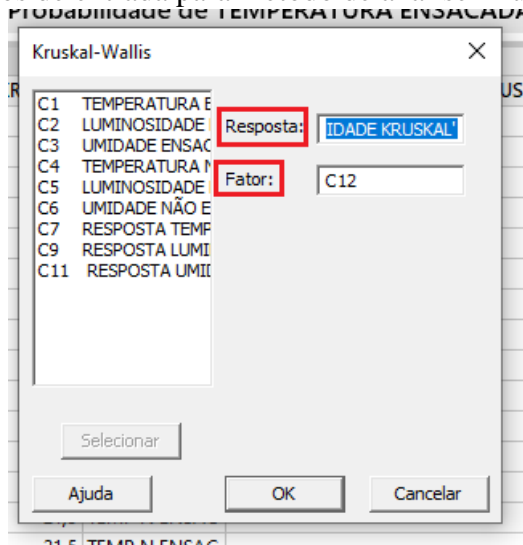 Probabilidade de TEMPERATURA ENSACADA
Kruskal-Wallis
C1 TEMPERATURA E
C2 LUMINOSIDADE
C3 UMIDADE ENSAC
C4 TEMPERATURA N
C5 LUMINOSIDADE
C6 UMIDADE NÃO E
C7 RESPOSTA TEMP
C9 RESPOSTA LUMI
C11 RESPOSTA UMID
Resposta: IDADE KRUSKAL'
Fator: C12
Selecionar
Ajuda OK Cancelar
21,5 TEMP N ENSAC